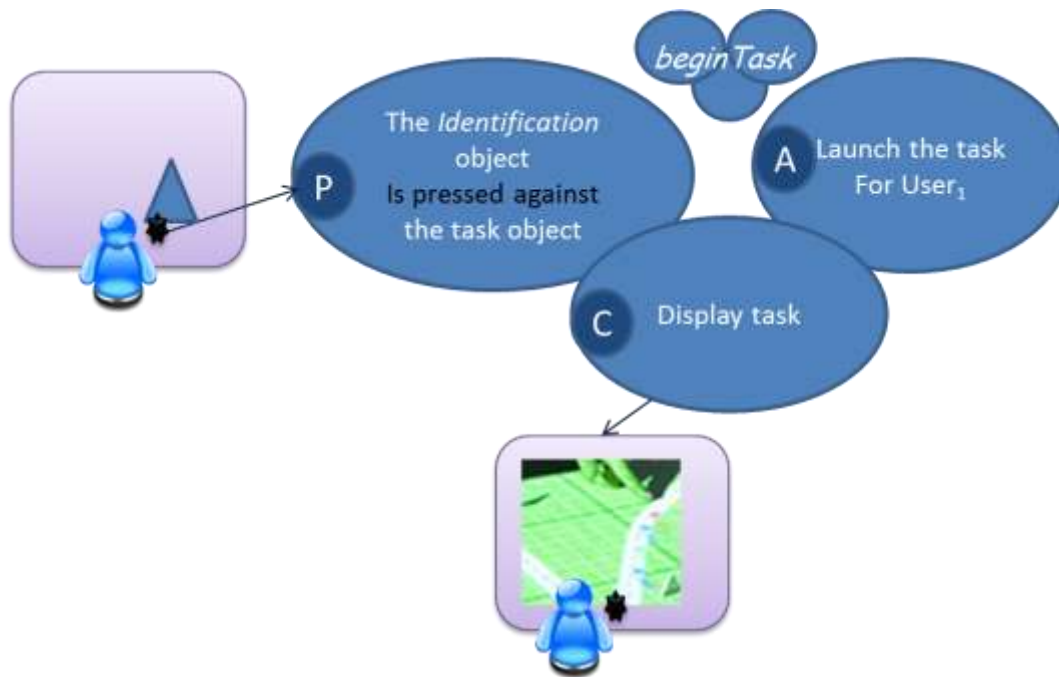 beginTask
The Identification
object
Is pressed against
the task object
P
A
Launch the task
For User₁
C
Display task